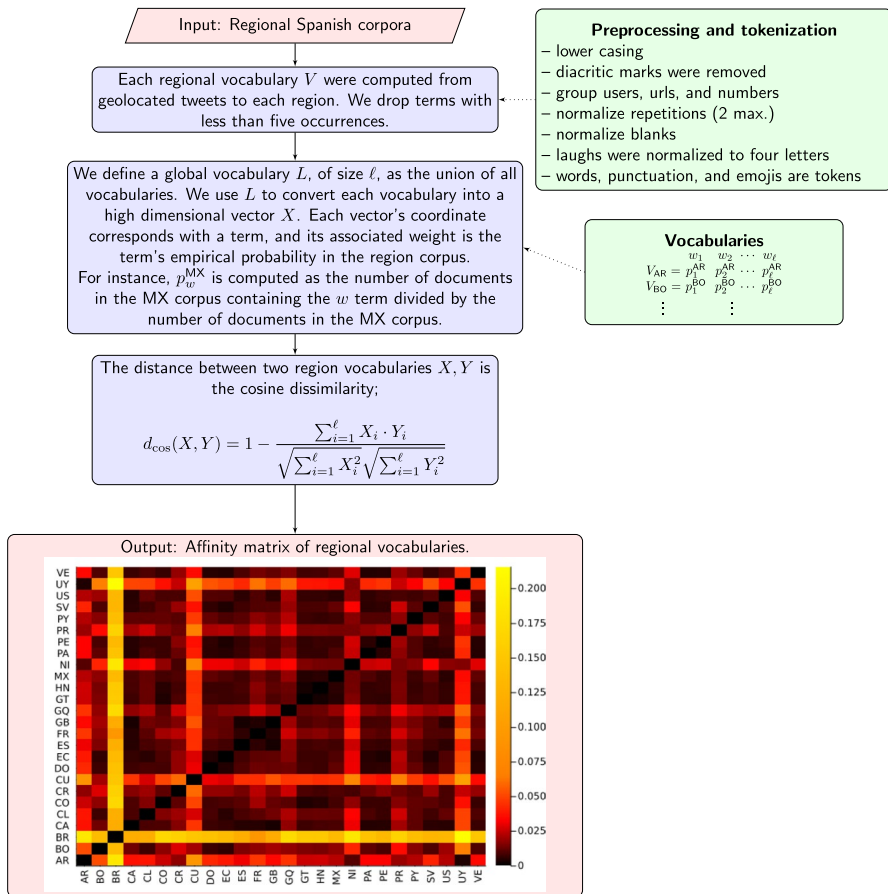 Input: Regional Spanish corpora
Each regional vocabulary V were computed from
geolocated tweets to each region. We drop terms with
less than five occurrences.
Preprocessing and tokenization
– lower casing
– diacritic marks were removed
– group users, urls, and numbers
– normalize repetitions (2 max.)
– normalize blanks
– laughs were normalized to four letters
– words, punctuation, and emojis are tokens
We define a global vocabulary L, of size ℓ, as the union of all
vocabularies. We use L to convert each vocabulary into a
high dimensional vector X. Each vector's coordinate
corresponds with a term, and its associated weight is the
term's empirical probability in the region corpus.
For instance, p_w^MX is computed as the number of documents
in the MX corpus containing the w term divided by the
number of documents in the MX corpus.
Vocabularies
w_1 w_2 ⋯ w_ℓ
V_AR = p_1^AR p_2^AR ⋯ p_ℓ^AR
V_BO = p_1^BO p_2^BO ⋯ p_ℓ^BO
⋮ ⋮
The distance between two region vocabularies X, Y is
the cosine dissimilarity;
d_cos(X, Y) = 1 − \frac{∑_{i=1}^ℓ X_i · Y_i}{√{∑_{i=1}^ℓ X_i^2} √{∑_{i=1}^ℓ Y_i^2}}
Output: Affinity matrix of regional vocabularies.
VE
UY
US
SV
PY
PR
PE
PA
NI
MX
HN
GT
GQ
GB
FR
ES
EC
DO
CU
CR
CO
CL
CA
BR
BO
AR
AR BO BR CA CL CO CR CU DO EC ES FR GB GQ GT HN MX NI PA PE PR PY SV US UY VE
0.200
0.175
0.150
0.125
0.100
0.075
0.050
0.025
0